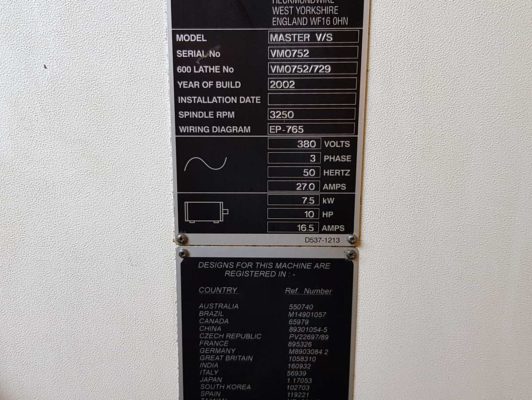 HECKMONDWIKE
WEST YORKSHIRE
ENGLAND WF16 0HN
MODEL MASTER V/S
SERIAL No VM0752
600 LATHE No VM0752/729
YEAR OF BUILD 2002
INSTALLATION DATE
SPINDLE RPM 3250
WIRING DIAGRAM EP-765
380 VOLTS
3 PHASE
50 HERTZ
27.0 AMPS
7.5 kW
10 HP
16.5 AMPS
D537-1213
DESIGNS FOR THIS MACHINE ARE
REGISTERED IN : -
COUNTRY Ref. Number
AUSTRALIA 550740
BRAZIL M14901057
CANADA 65979
CHINA 89301054-5
CZECH REPUBLIC PV22697/89
FRANCE 895326
GERMANY M8903084 2
GREAT BRITAIN 1058310
INDIA 160932
ITALY 56939
JAPAN 1 17053
SOUTH KOREA 102703
SPAIN 119221